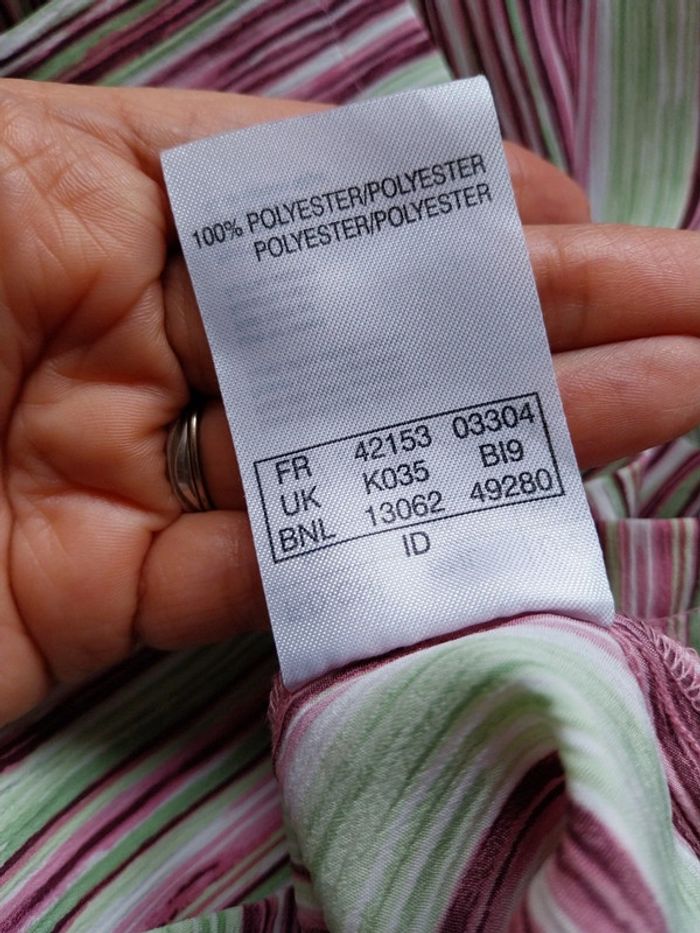 100% POLYESTER/POLYESTER
POLYESTER/POLYESTER
FR 42153 03304
UK K035 BI9
BNL 13062 49280
ID